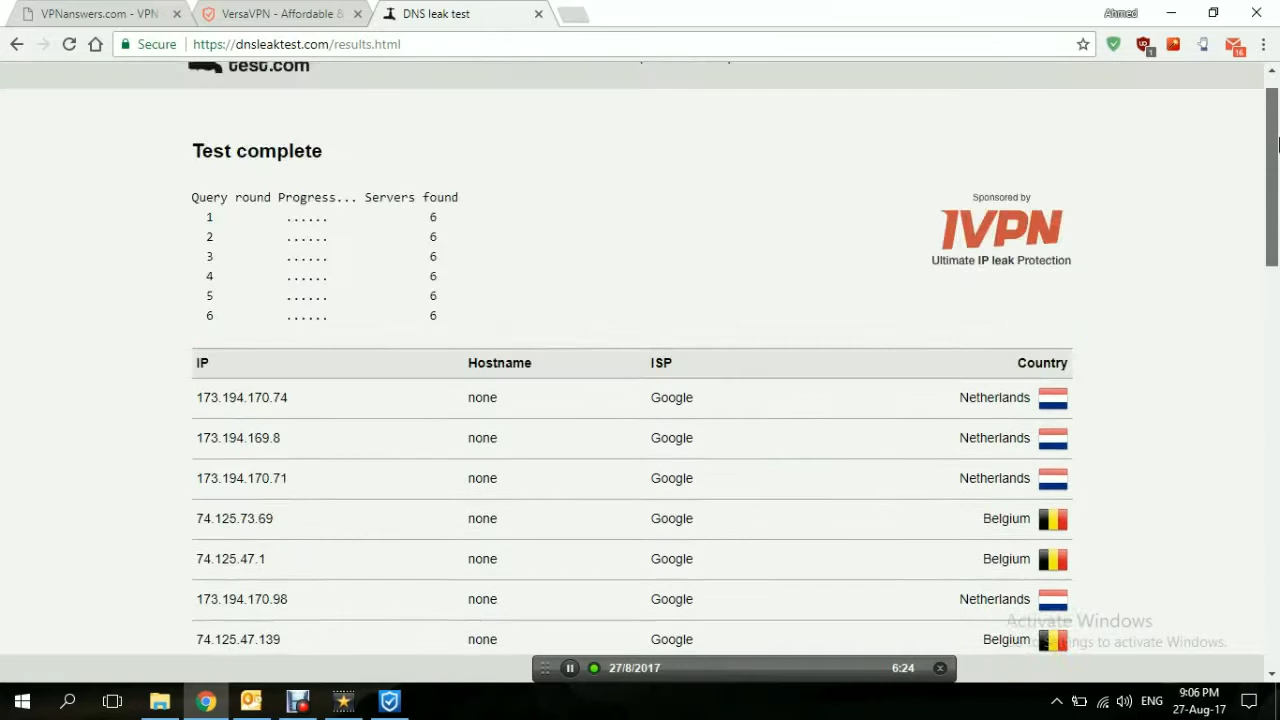 VPNanswers.com - VPN
VersaVPN - Affordable &
DNS leak test
Ahmed
Secure
https://dnsleaktest.com/results.html
1
16
test.com
Test complete
Query round Progress... Servers found
1 ...... 6
2 ...... 6
3 ...... 6
4 ...... 6
5 ...... 6
6 ...... 6
Sponsored by
IVPN
Ultimate IP leak Protection
IP Hostname ISP Country
173.194.170.74 none Google Netherlands
173.194.169.8 none Google Netherlands
173.194.170.71 none Google Netherlands
74.125.73.69 none Google Belgium
74.125.47.1 none Google Belgium
173.194.170.98 none Google Netherlands
74.125.47.139 none Google Belgium
Activate Windows
to activate Windows.
27/8/2017 6:24
ENG
9:06 PM
27-Aug-17